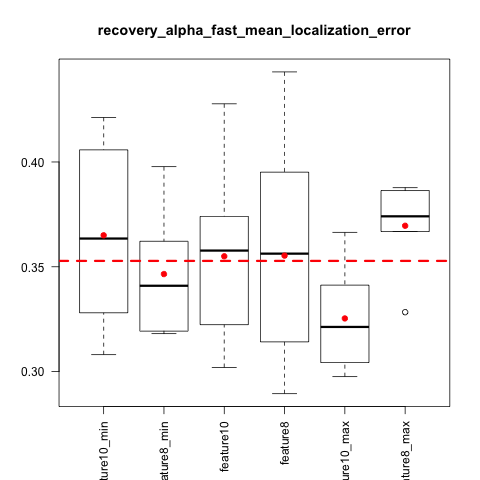 recovery_alpha_fast_mean_localization_error
0.40
0.35
0.30
ture10_min
ature8_min
feature10
feature8
ure10_max
ture8_max